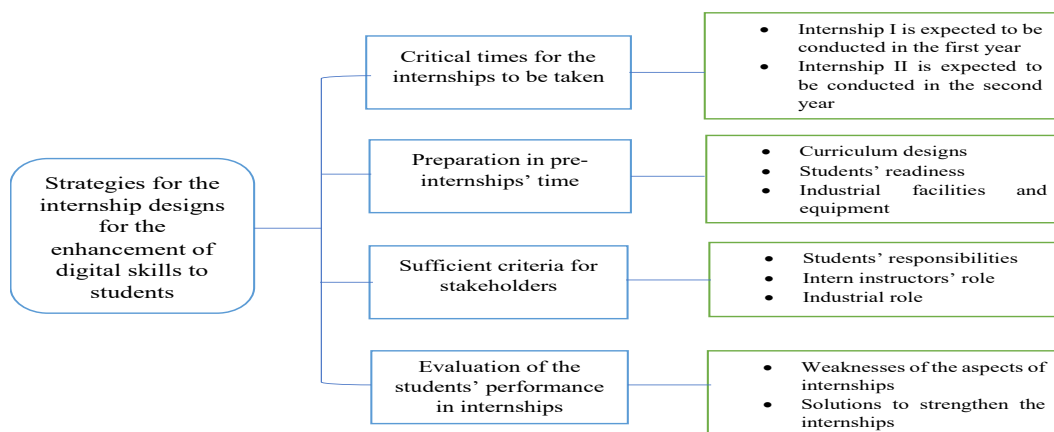 Strategies for the
internship designs
for the
enhancement of
digital skills to
students
Critical times for the
internships to be taken
• Internship I is expected to be
conducted in the first year
• Internship II is expected to
be conducted in the second
year
Preparation in pre-
internships’ time
• Curriculum designs
• Students’ readiness
• Industrial facilities and
equipment
Sufficient criteria for
stakeholders
• Students’ responsibilities
• Intern instructors’ role
• Industrial role
Evaluation of the
students’ performance
in internships
• Weaknesses of the aspects of
internships
• Solutions to strengthen the
internships